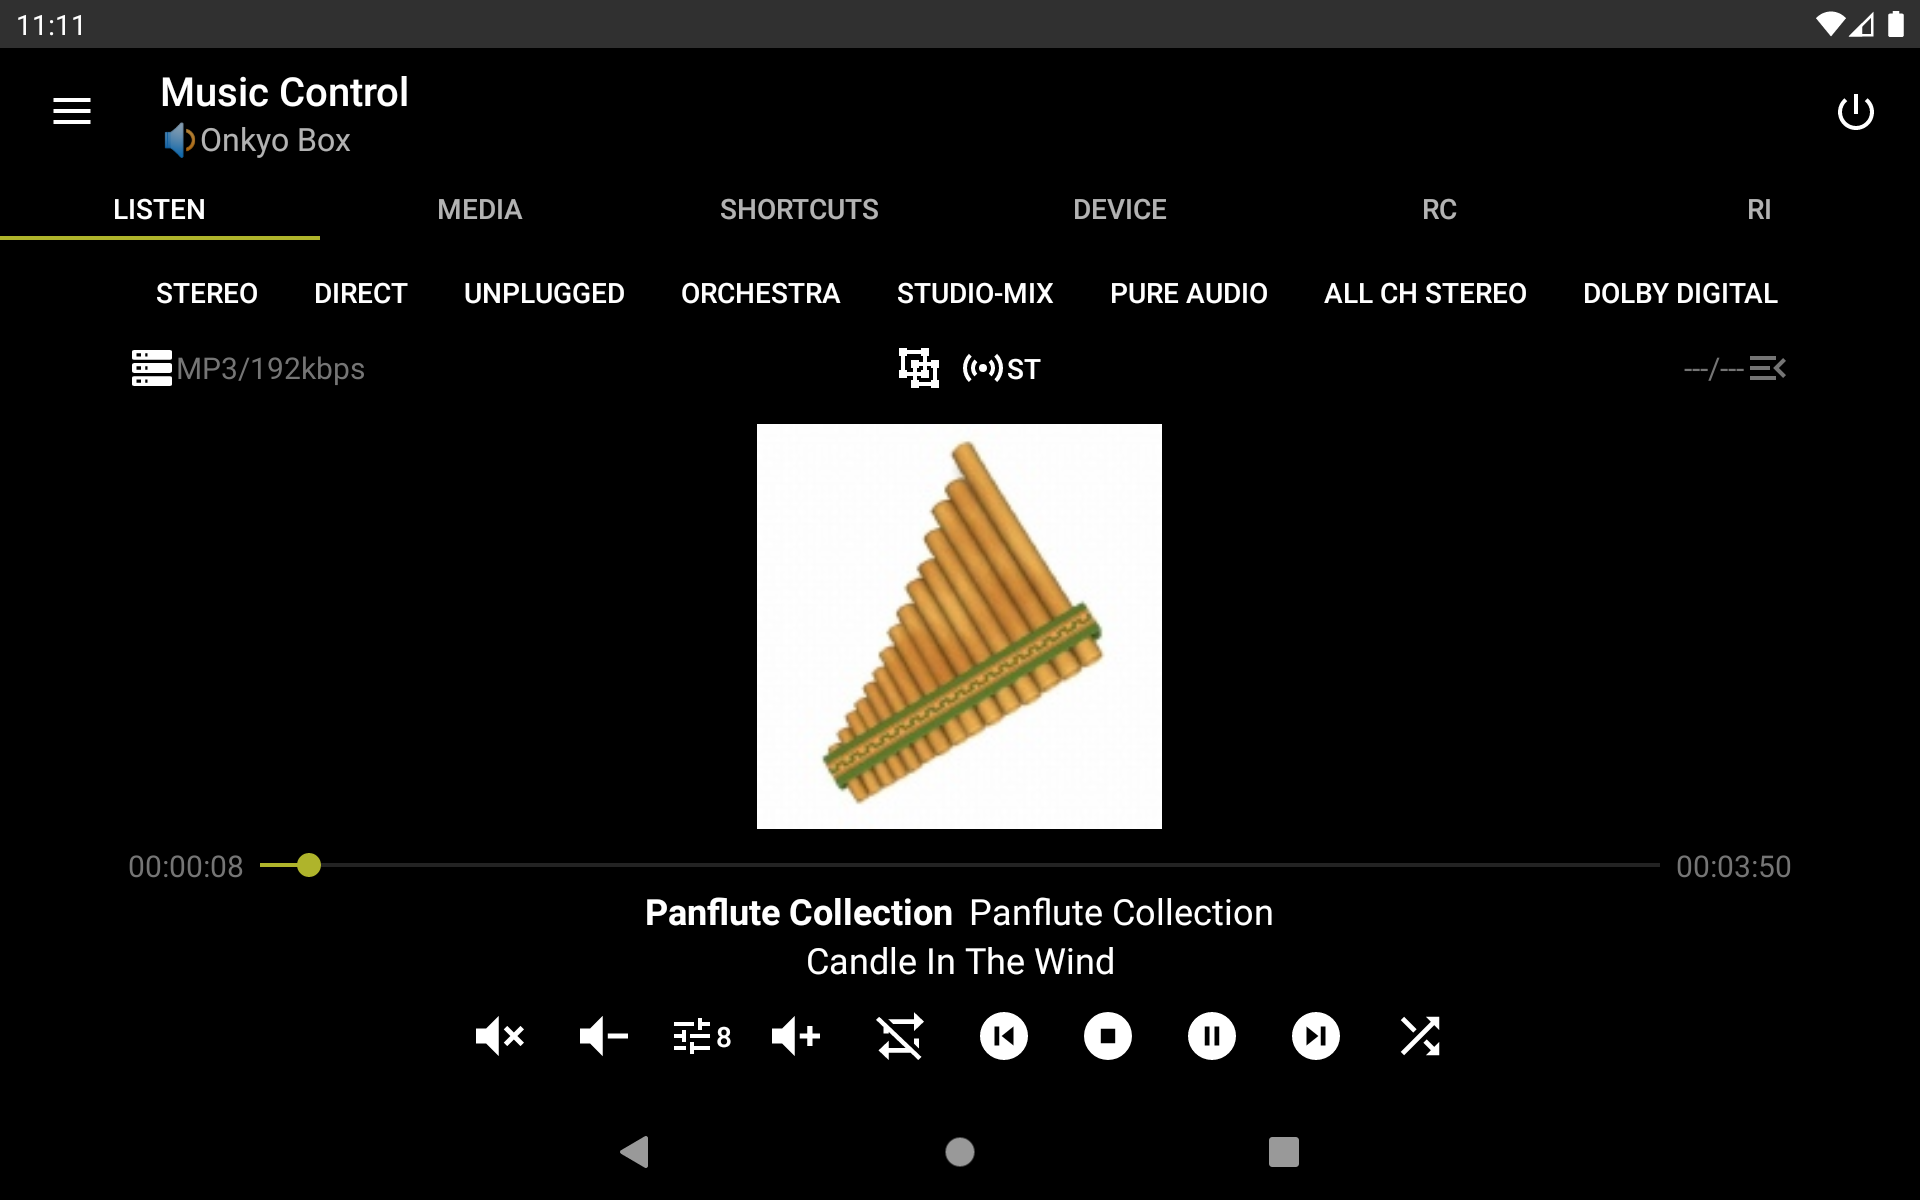 11:11
Music Control
Onkyo Box
LISTEN MEDIA SHORTCUTS DEVICE RC RI
STEREO DIRECT UNPLUGGED ORCHESTRA STUDIO-MIX PURE AUDIO ALL CH STEREO DOLBY DIGITAL
MP3/192kbps ST ---/---
00:00:08 00:03:50
Panflute Collection Panflute Collection
Candle In The Wind
8